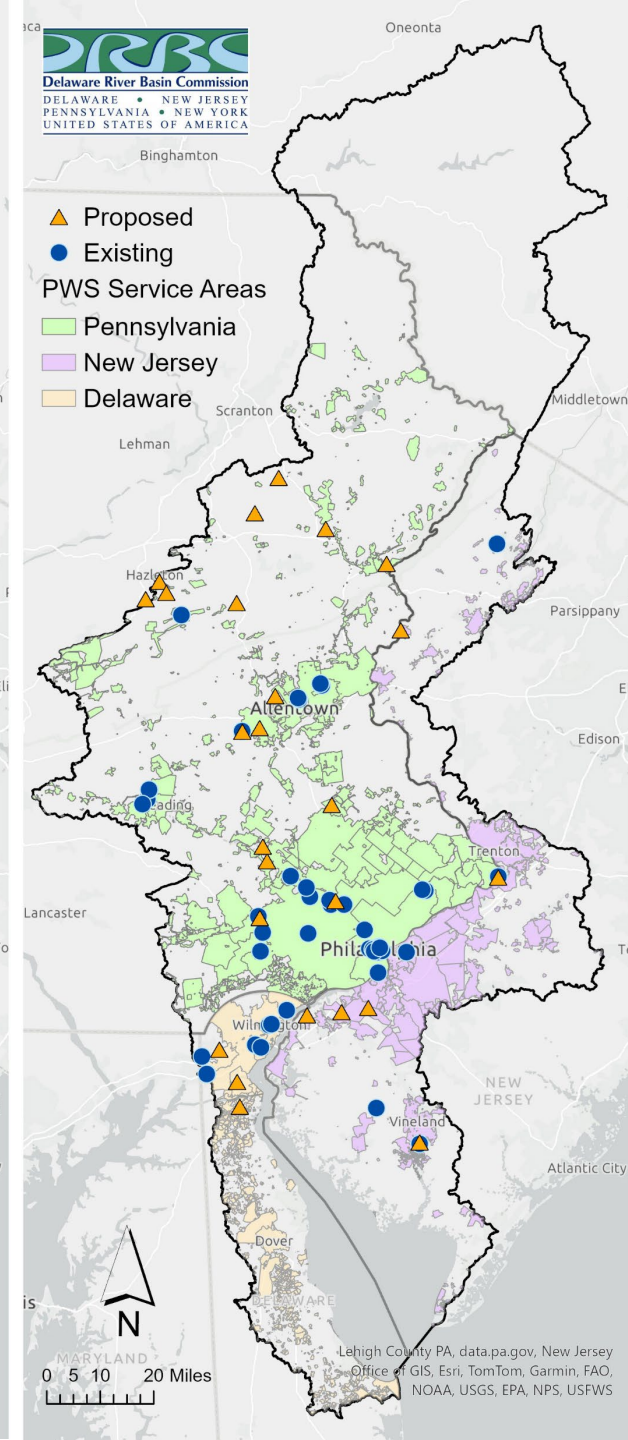 aca
Oneonta
DRBC
Delaware River Basin Commission
DELAWARE • NEW JERSEY
PENNSYLVANIA • NEW YORK
UNITED STATES OF AMERICA
Binghamton
Proposed
Existing
PWS Service Areas
Pennsylvania
New Jersey
Delaware
Middletown
Scranton
Lehman
Hazleton
Parsippany
Allentown
Edison
ading
Trenton
Lancaster
Philadelphia
Wilmington
NEW
JERSEY
Vineland
Atlantic City
Dover
DELAWARE
is
N
MARYLAND
0 5 10 20 Miles
Lehigh County PA, data.pa.gov, New Jersey
Office of GIS, Esri, TomTom, Garmin, FAO,
NOAA, USGS, EPA, NPS, USFWS